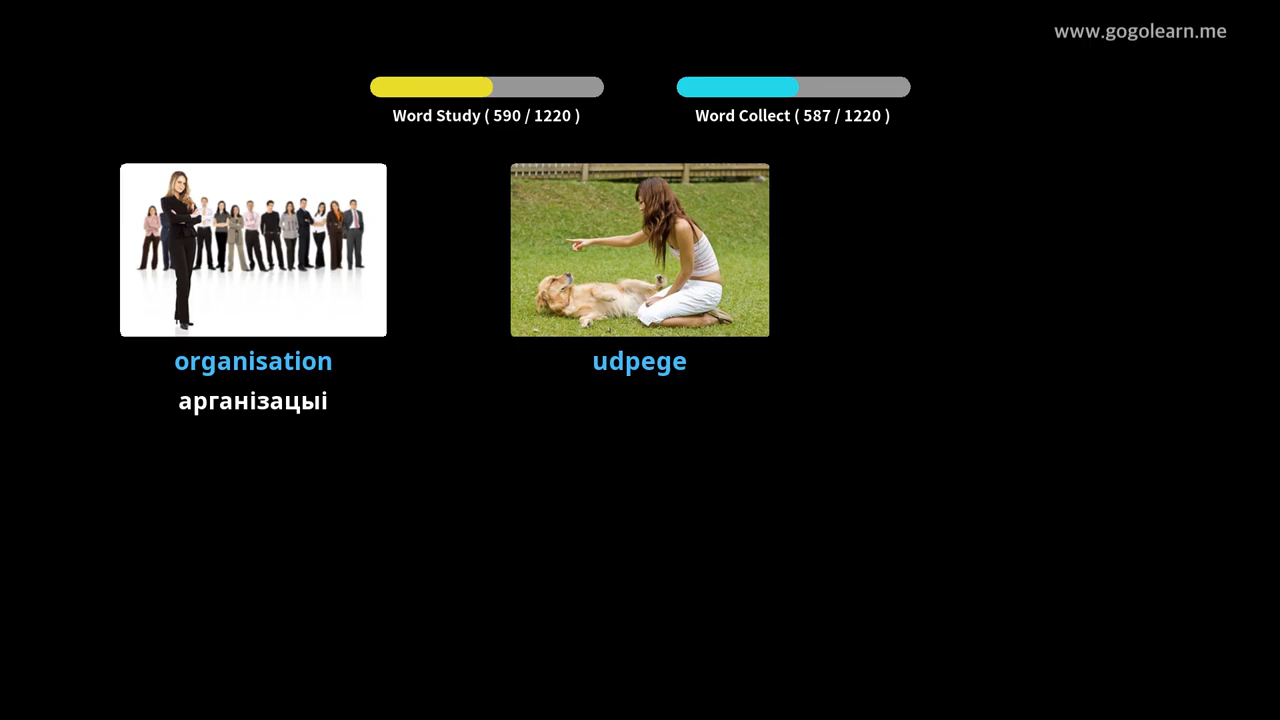 www.gogolearn.me
Word Study ( 590 / 1220 )
Word Collect ( 587 / 1220 )
organisation
арганізацыі
udpege